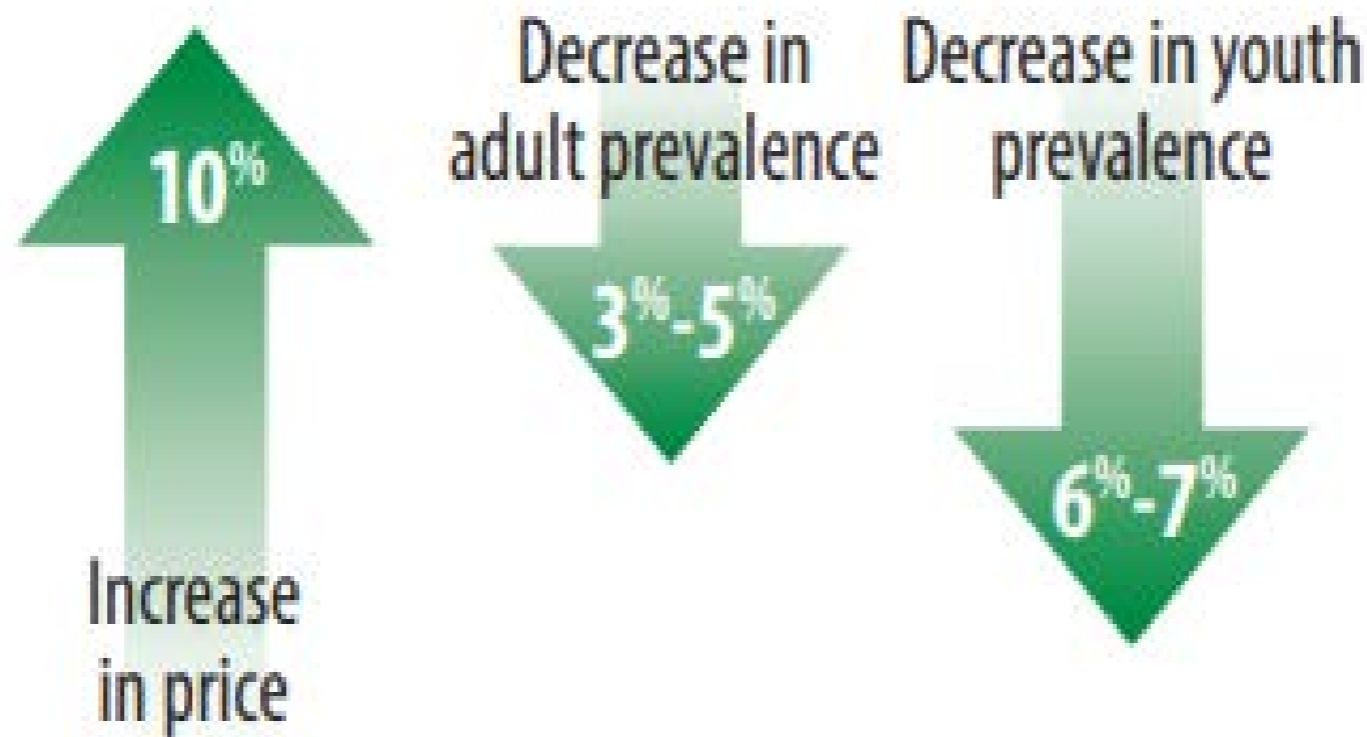 10%
Increase
in price
Decrease in
adult prevalence
3%-5%
Decrease in youth
prevalence
6%-7%